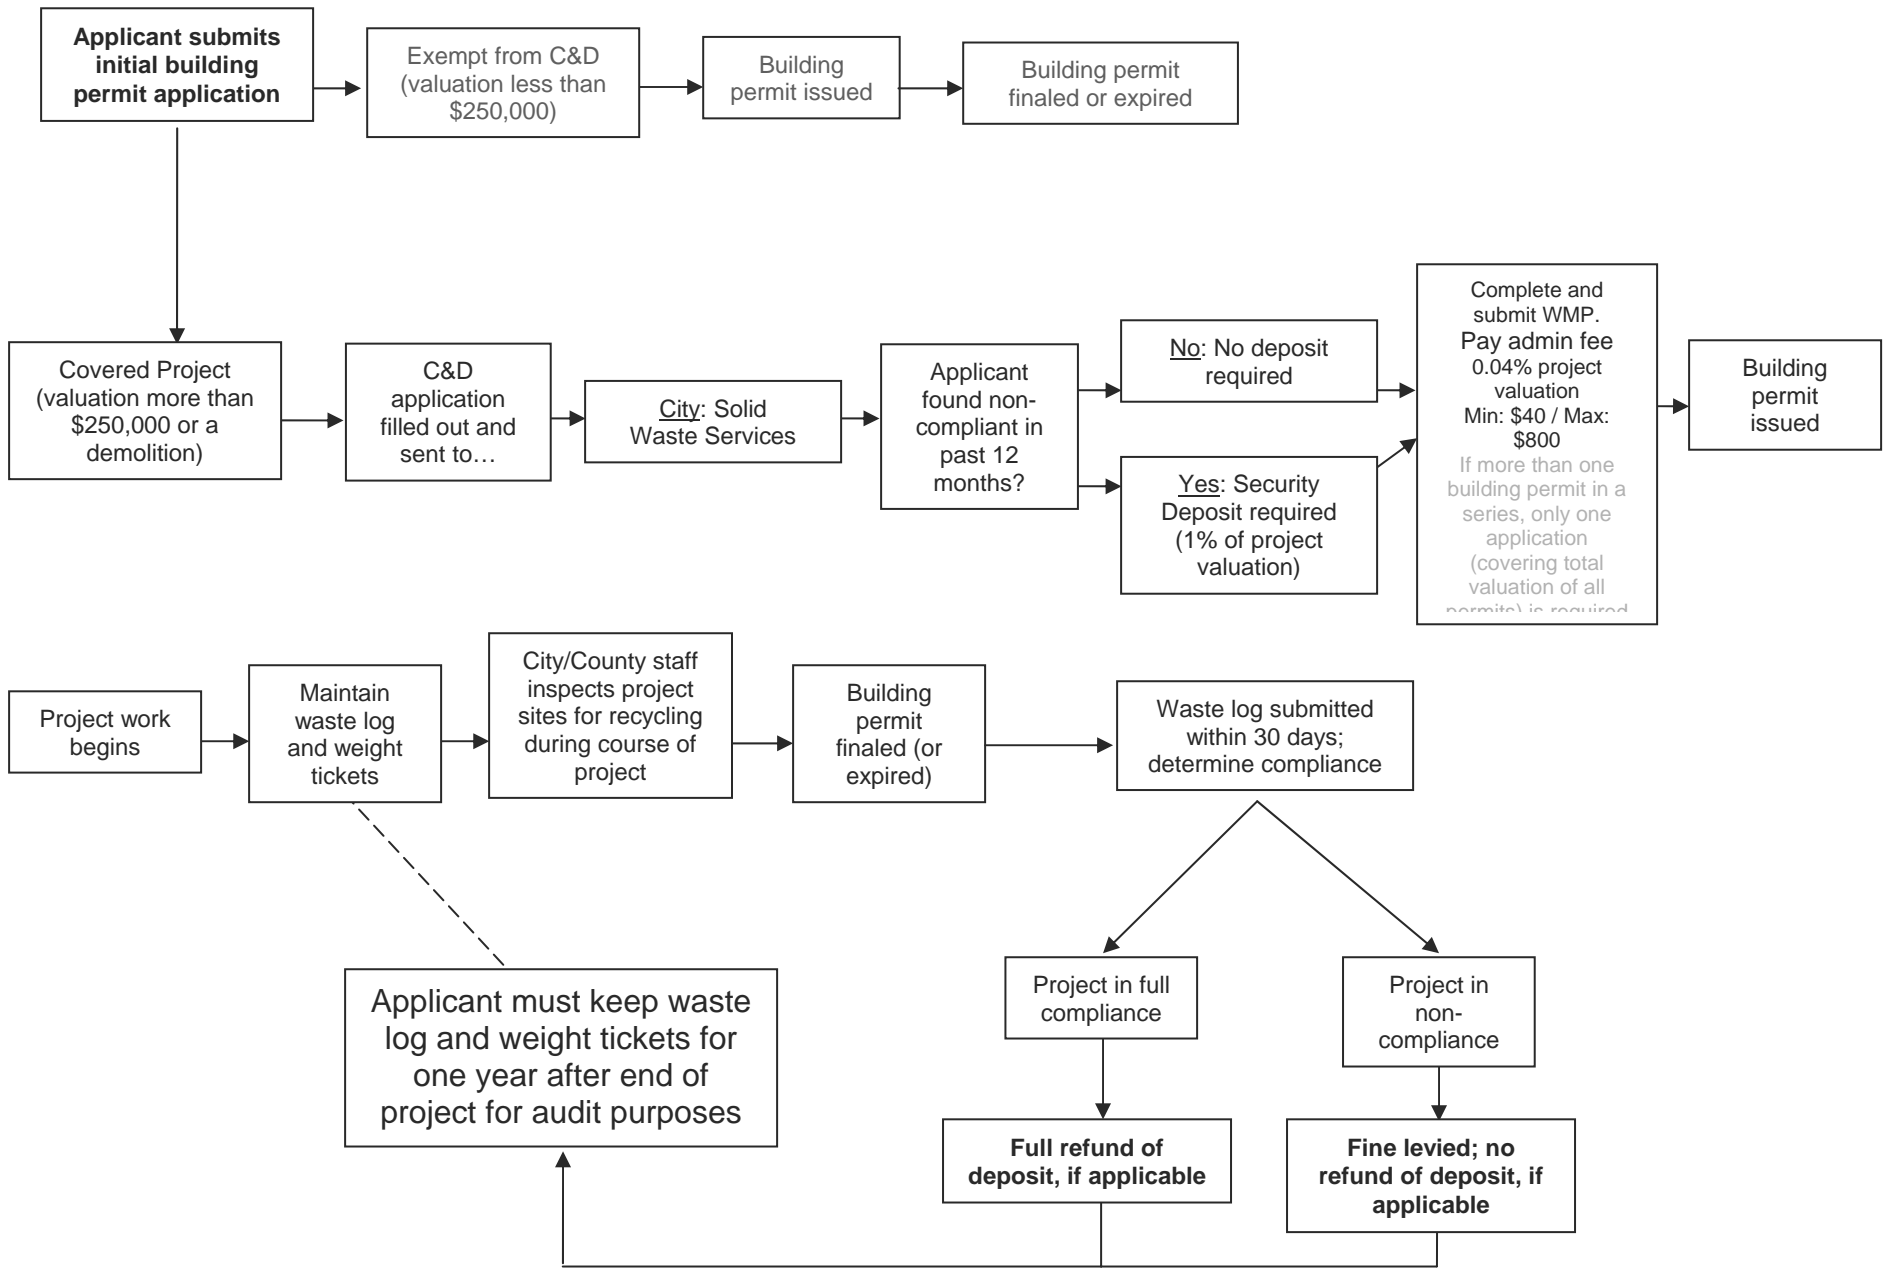 Applicant submits
initial building
permit application
Exempt from C&D
(valuation less than
$250,000)
Building
permit issued
Building permit
finaled or expired
Covered Project
(valuation more than
$250,000 or a
demolition)
C&D
application
filled out and
sent to…
City: Solid
Waste Services
Applicant
found non-
compliant in
past 12
months?
No: No deposit
required
Yes: Security
Deposit required
(1% of project
valuation)
Complete and
submit WMP.
Pay admin fee
0.04% project
valuation
Min: $40 / Max:
$800
If more than one
building permit in a
series, only one
application
(covering total
valuation of all
permits) is required
Building
permit
issued
Project work
begins
Maintain
waste log
and weight
tickets
City/County staff
inspects project
sites for recycling
during course of
project
Building
permit
finaled (or
expired)
Waste log submitted
within 30 days;
determine compliance
Applicant must keep waste
log and weight tickets for
one year after end of
project for audit purposes
Project in full
compliance
Project in
non-
compliance
Full refund of
deposit, if applicable
Fine levied; no
refund of deposit, if
applicable